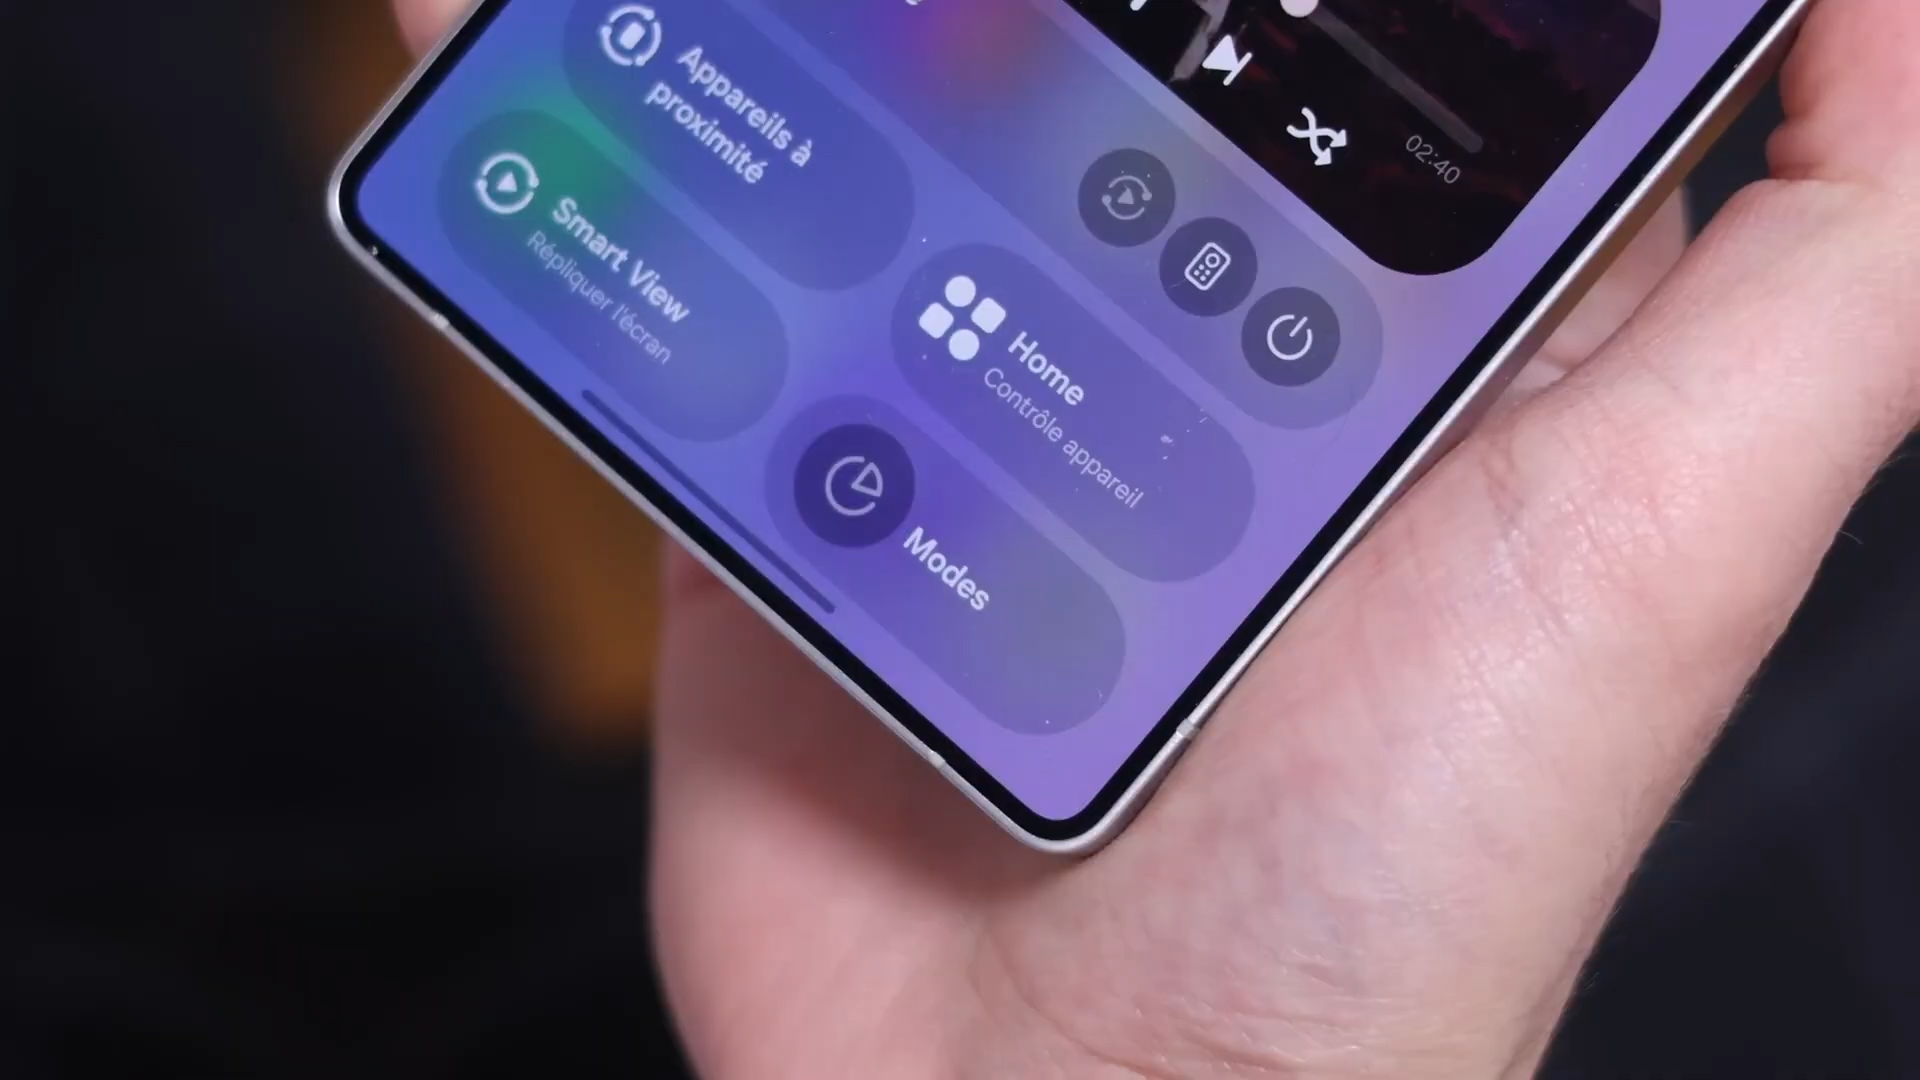 02:40
Appareils à
proximité
Smart View
Répliquer l'écran
Home
Contrôle appareil
Modes